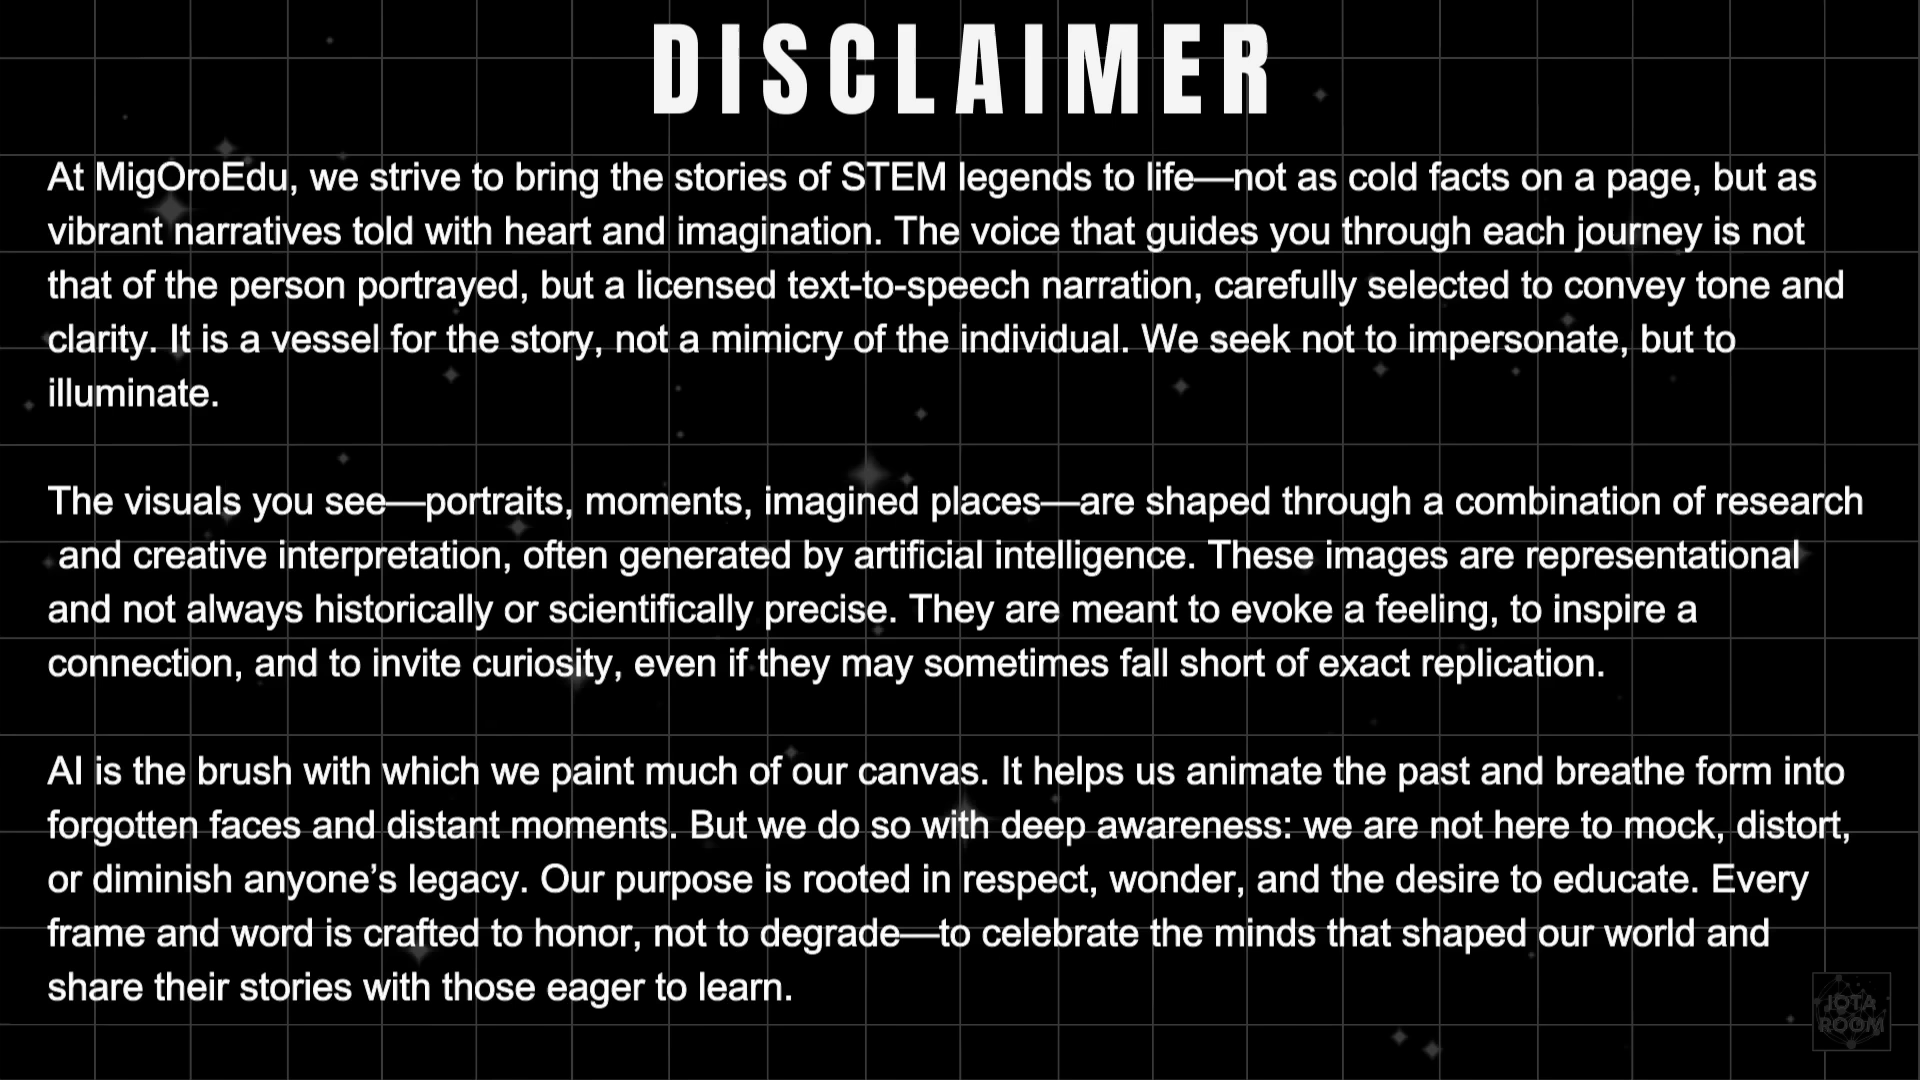 DISCLAIMER
At MigOroEdu, we strive to bring the stories of STEM legends to life—not as cold facts on a page, but as
vibrant narratives told with heart and imagination. The voice that guides you through each journey is not
that of the person portrayed, but a licensed text-to-speech narration, carefully selected to convey tone and
clarity. It is a vessel for the story, not a mimicry of the individual. We seek not to impersonate, but to
illuminate.
The visuals you see—portraits, moments, imagined places—are shaped through a combination of research
and creative interpretation, often generated by artificial intelligence. These images are representational
and not always historically or scientifically precise. They are meant to evoke a feeling, to inspire a
connection, and to invite curiosity, even if they may sometimes fall short of exact replication.
AI is the brush with which we paint much of our canvas. It helps us animate the past and breathe form into
forgotten faces and distant moments. But we do so with deep awareness: we are not here to mock, distort,
or diminish anyone’s legacy. Our purpose is rooted in respect, wonder, and the desire to educate. Every
frame and word is crafted to honor, not to degrade—to celebrate the minds that shaped our world and
share their stories with those eager to learn.
IOTA
ROOM